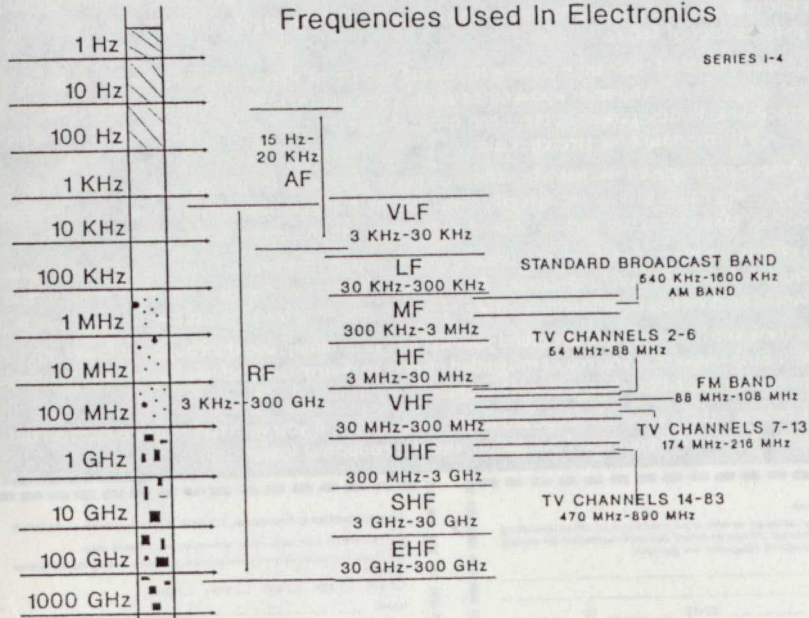 Frequencies Used In Electronics
SERIES I-4
1 Hz
10 Hz
100 Hz
1 KHz
10 KHz
100 KHz
1 MHz
10 MHz
100 MHz
1 GHz
10 GHz
100 GHz
1000 GHz
15 Hz-
20 KHz
AF
RF
3 KHz--300 GHz
VLF
3 KHz-30 KHz
LF
30 KHz-300 KHz
MF
300 KHz-3 MHz
HF
3 MHz-30 MHz
VHF
30 MHz-300 MHz
UHF
300 MHz-3 GHz
SHF
3 GHz-30 GHz
EHF
30 GHz-300 GHz
STANDARD BROADCAST BAND
540 KHz-1600 KHz
AM BAND
TV CHANNELS 2-6
54 MHz-88 MHz
FM BAND
88 MHz-108 MHz
TV CHANNELS 7-13
174 MHz-216 MHz
TV CHANNELS 14-83
470 MHz-890 MHz